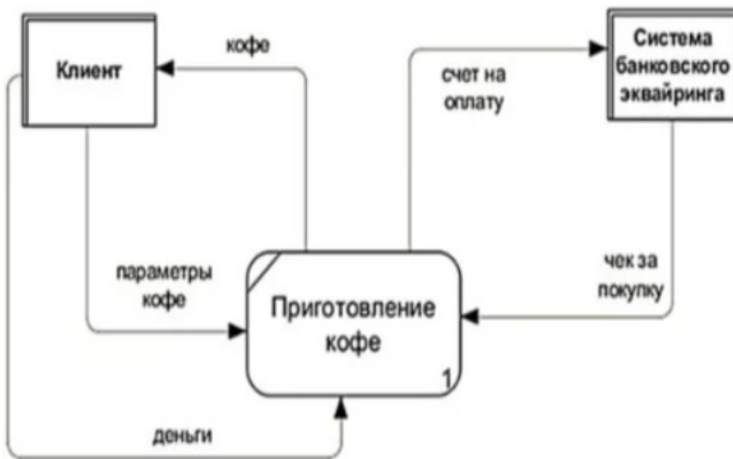 Клиент
кофе
счет на
оплату
Система
банковского
эквайринга
параметры
кофе
Приготовление
кофе
1
чек за
покупку
деньги